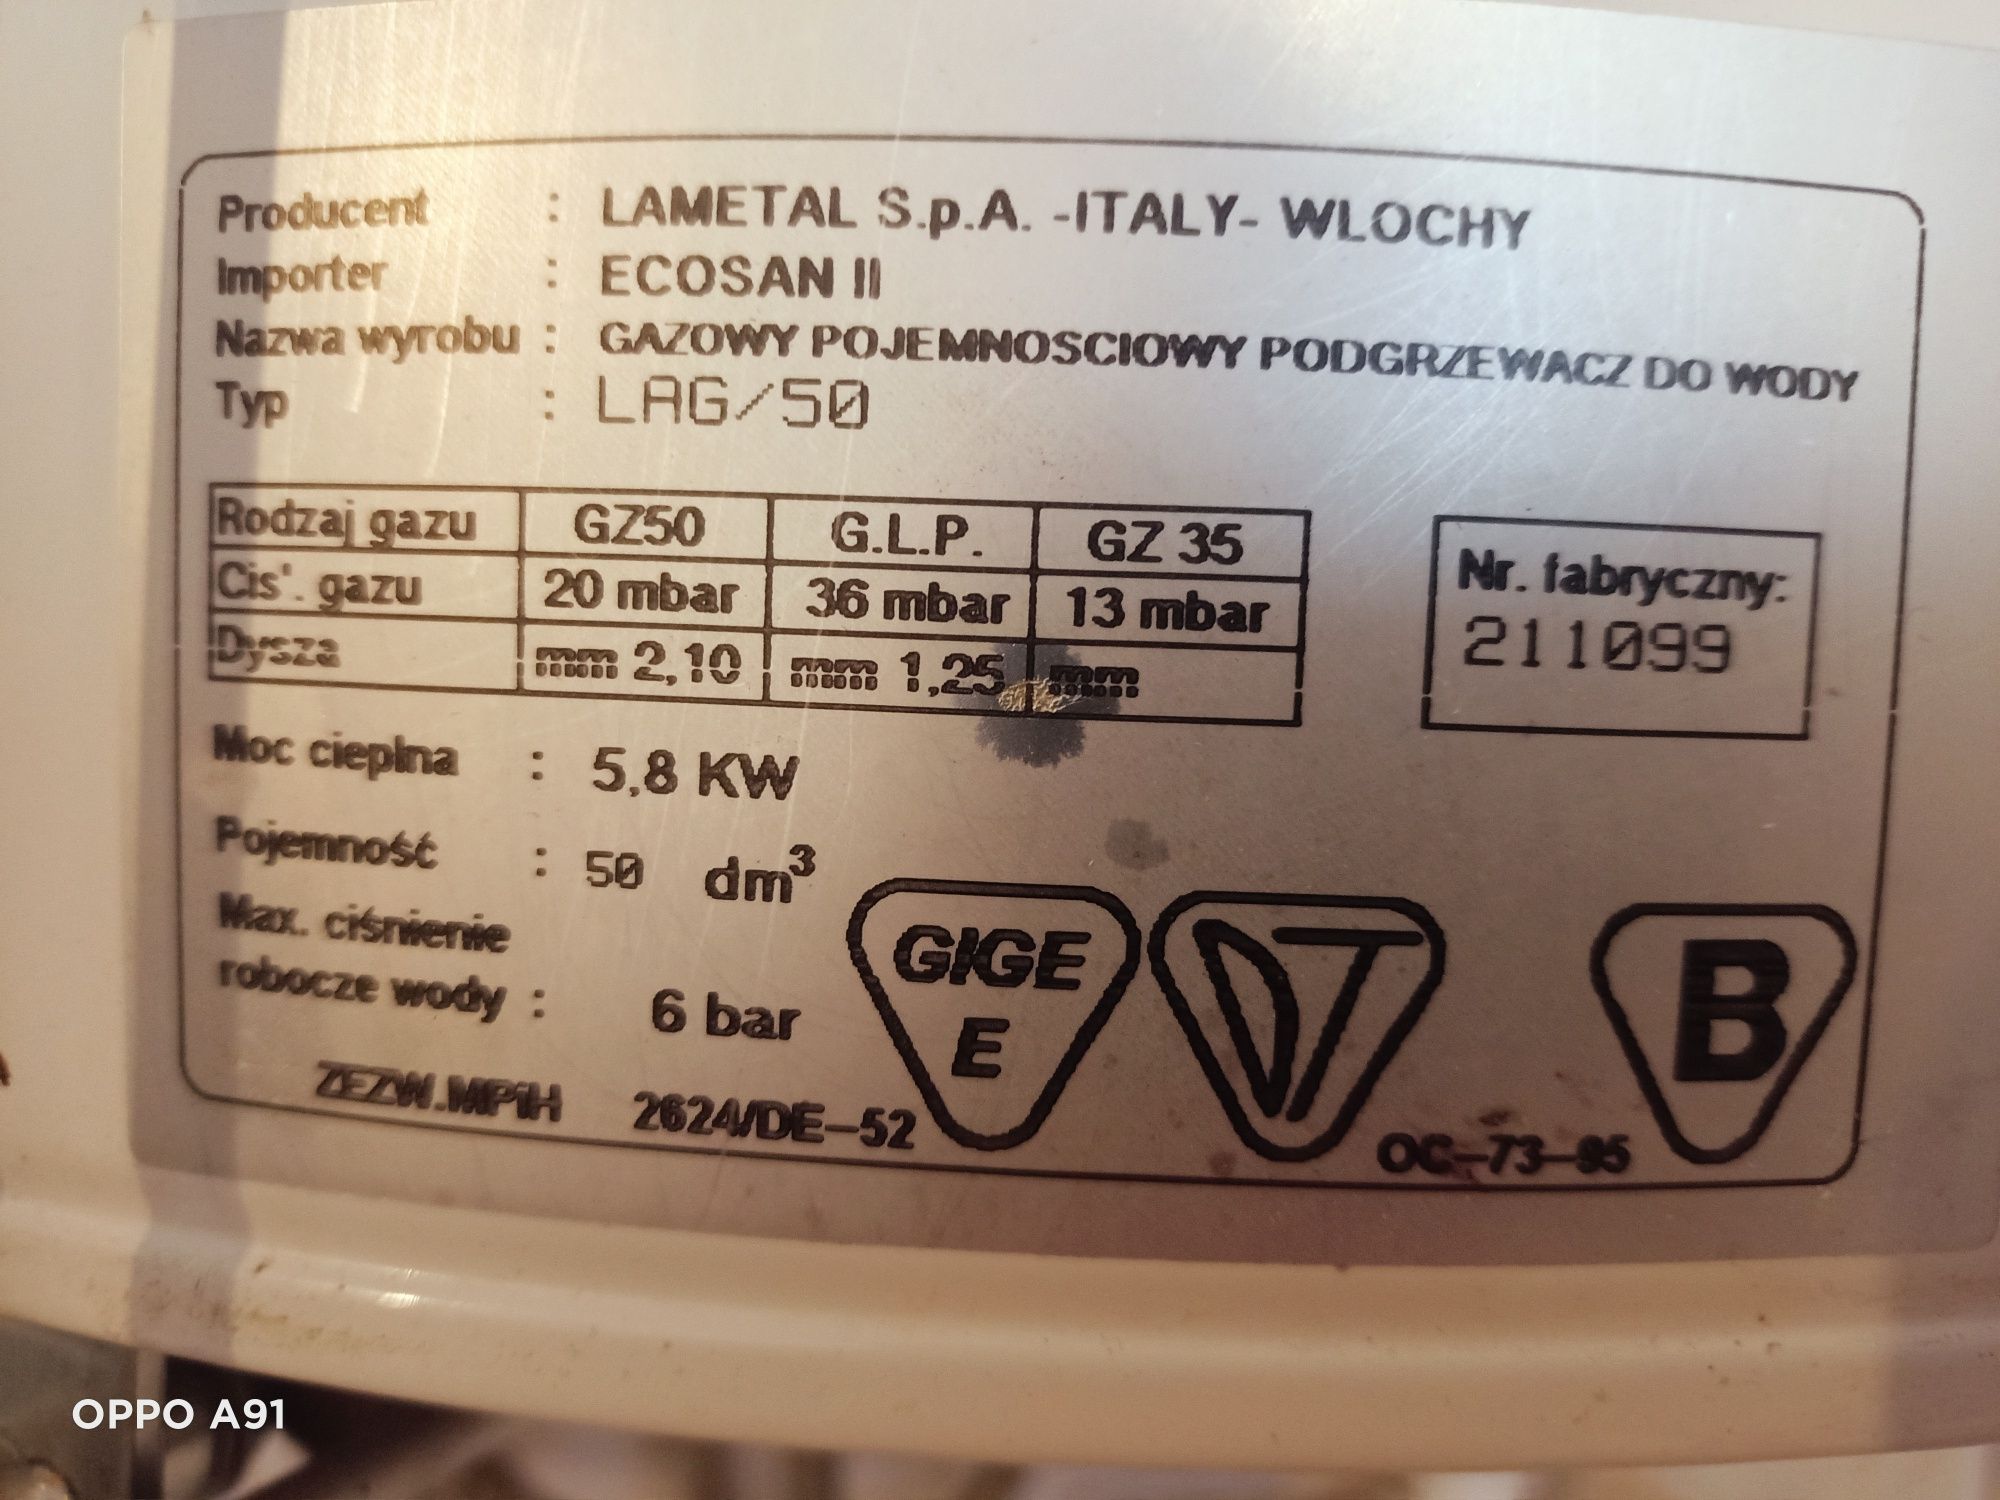 Producent : LAMETAL S.p.A. -ITALY- WLOCHY
Importer : ECOSAN II
Nazwa wyrobu : GAZOWY POJEMNOSCIOWY PODGRZEWACZ DO WODY
Typ : LAG/50
Rodzaj gazu GZ50 G.L.P. GZ 35
Cis'. gazu 20 mbar 36 mbar 13 mbar
Dysza mm 2,10 mm 1,25 mm
Nr. fabryczny:
211099
Moc cieplna : 5,8 KW
Pojemność : 50 dm³
Max. ciśnienie
robocze wody : 6 bar
GIGE
E
DT
B
ZEZW.MPiH 2624/DE-52
OC-73-95
OPPO A91